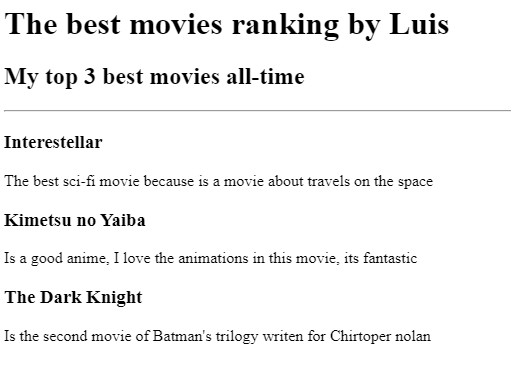 The best movies ranking by Luis
My top 3 best movies all-time
Interestellar
The best sci-fi movie because is a movie about travels on the space
Kimetsu no Yaiba
Is a good anime, I love the animations in this movie, its fantastic
The Dark Knight
Is the second movie of Batman's trilogy writen for Chirtoper nolan